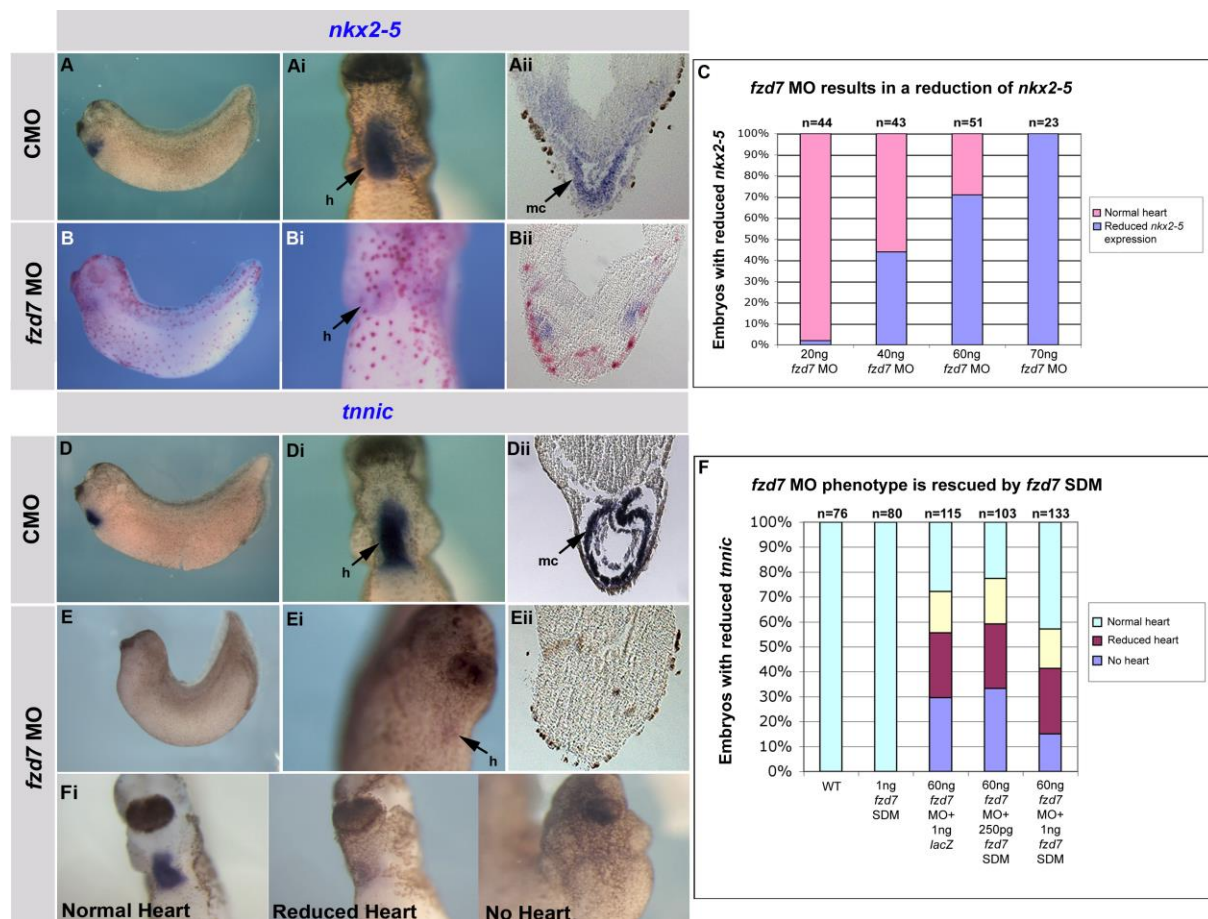 nkx2-5
CMO
A
Ai
h
Aii
mc
fzd7 MO
B
Bi
h
Bii
tnnic
CMO
D
Di
h
Dii
mc
fzd7 MO
E
Ei
h
Eii
Fi
Normal Heart
Reduced Heart
No Heart
C
fzd7 MO results in a reduction of nkx2-5
n=44 n=43 n=51 n=23
Embryos with reduced nkx2-5
100%
90%
80%
70%
60%
50%
40%
30%
20%
10%
0%
20ng 40ng 60ng 70ng
fzd7 MO fzd7 MO fzd7 MO fzd7 MO
Normal heart
Reduced nkx2-5
expression
F
fzd7 MO phenotype is rescued by fzd7 SDM
n=76 n=80 n=115 n=103 n=133
Embryos with reduced tnnic
100%
90%
80%
70%
60%
50%
40%
30%
20%
10%
0%
WT
1ng
fzd7
SDM
60ng
fzd7
MO+
1ng
lacZ
60ng
fzd7
MO+
250pg
fzd7
SDM
60ng
fzd7
MO+
1ng
fzd7
SDM
Normal heart
Reduced heart
No heart